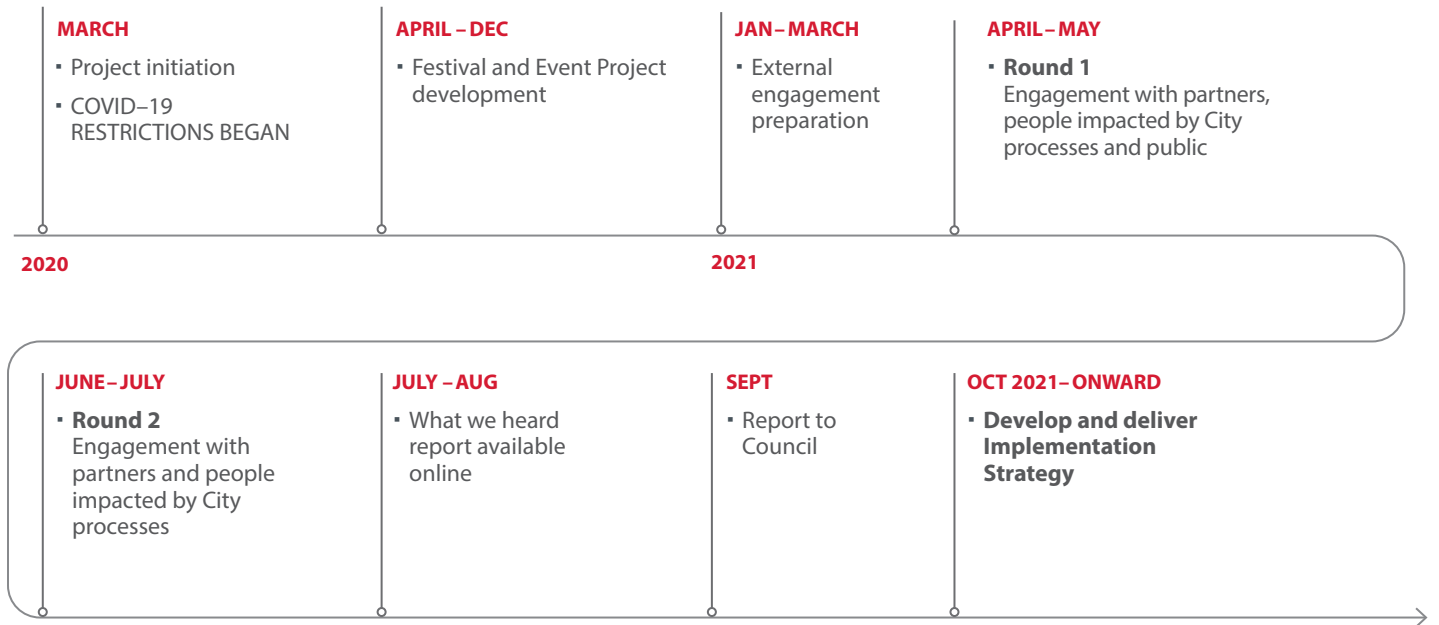 MARCH
▪ Project initiation
▪ COVID–19
RESTRICTIONS BEGAN
APRIL – DEC
▪ Festival and Event Project
development
JAN – MARCH
▪ External
engagement
preparation
APRIL – MAY
▪ Round 1
Engagement with partners,
people impacted by City
processes and public
2020
2021
JUNE – JULY
▪ Round 2
Engagement with
partners and people
impacted by City
processes
JULY – AUG
▪ What we heard
report available
online
SEPT
▪ Report to
Council
OCT 2021 – ONWARD
▪ Develop and deliver
Implementation
Strategy